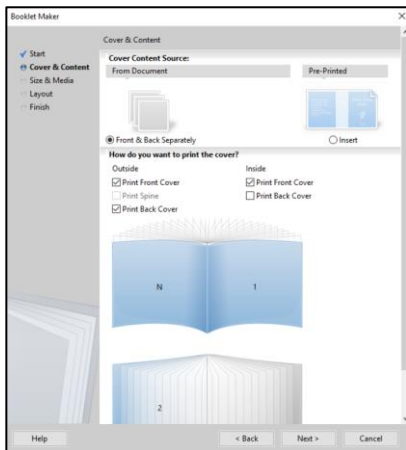 Booklet Maker
Start
Cover & Content
Size & Media
Layout
Finish
Cover & Content
Cover Content Source:
From Document
Pre-Printed
Front & Back Separately
Insert
How do you want to print the cover?
Outside
Inside
Print Front Cover
Print Front Cover
Print Spine
Print Back Cover
Print Back Cover
N
1
2
Help
< Back
Next >
Cancel